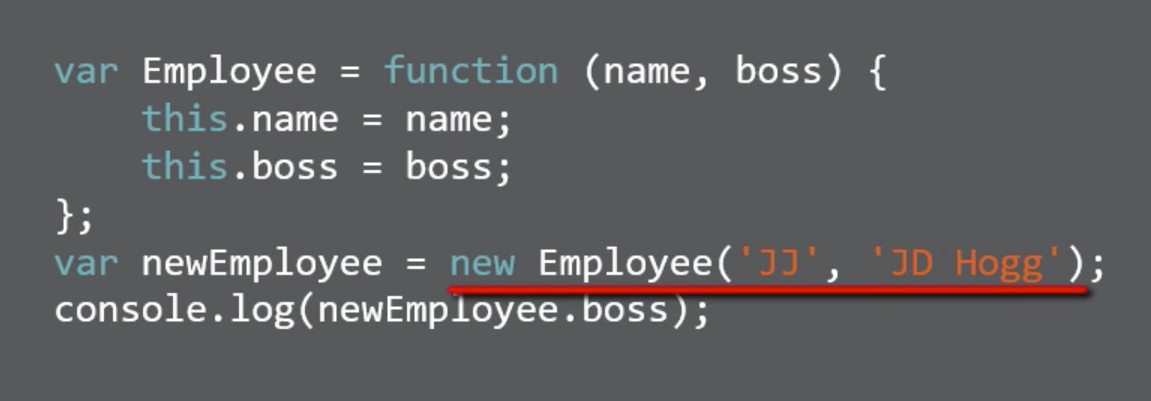 var Employee = function (name, boss) {
    this.name = name;
    this.boss = boss;
};
var newEmployee = new Employee('JJ', 'JD Hogg');
console.log(newEmployee.boss);